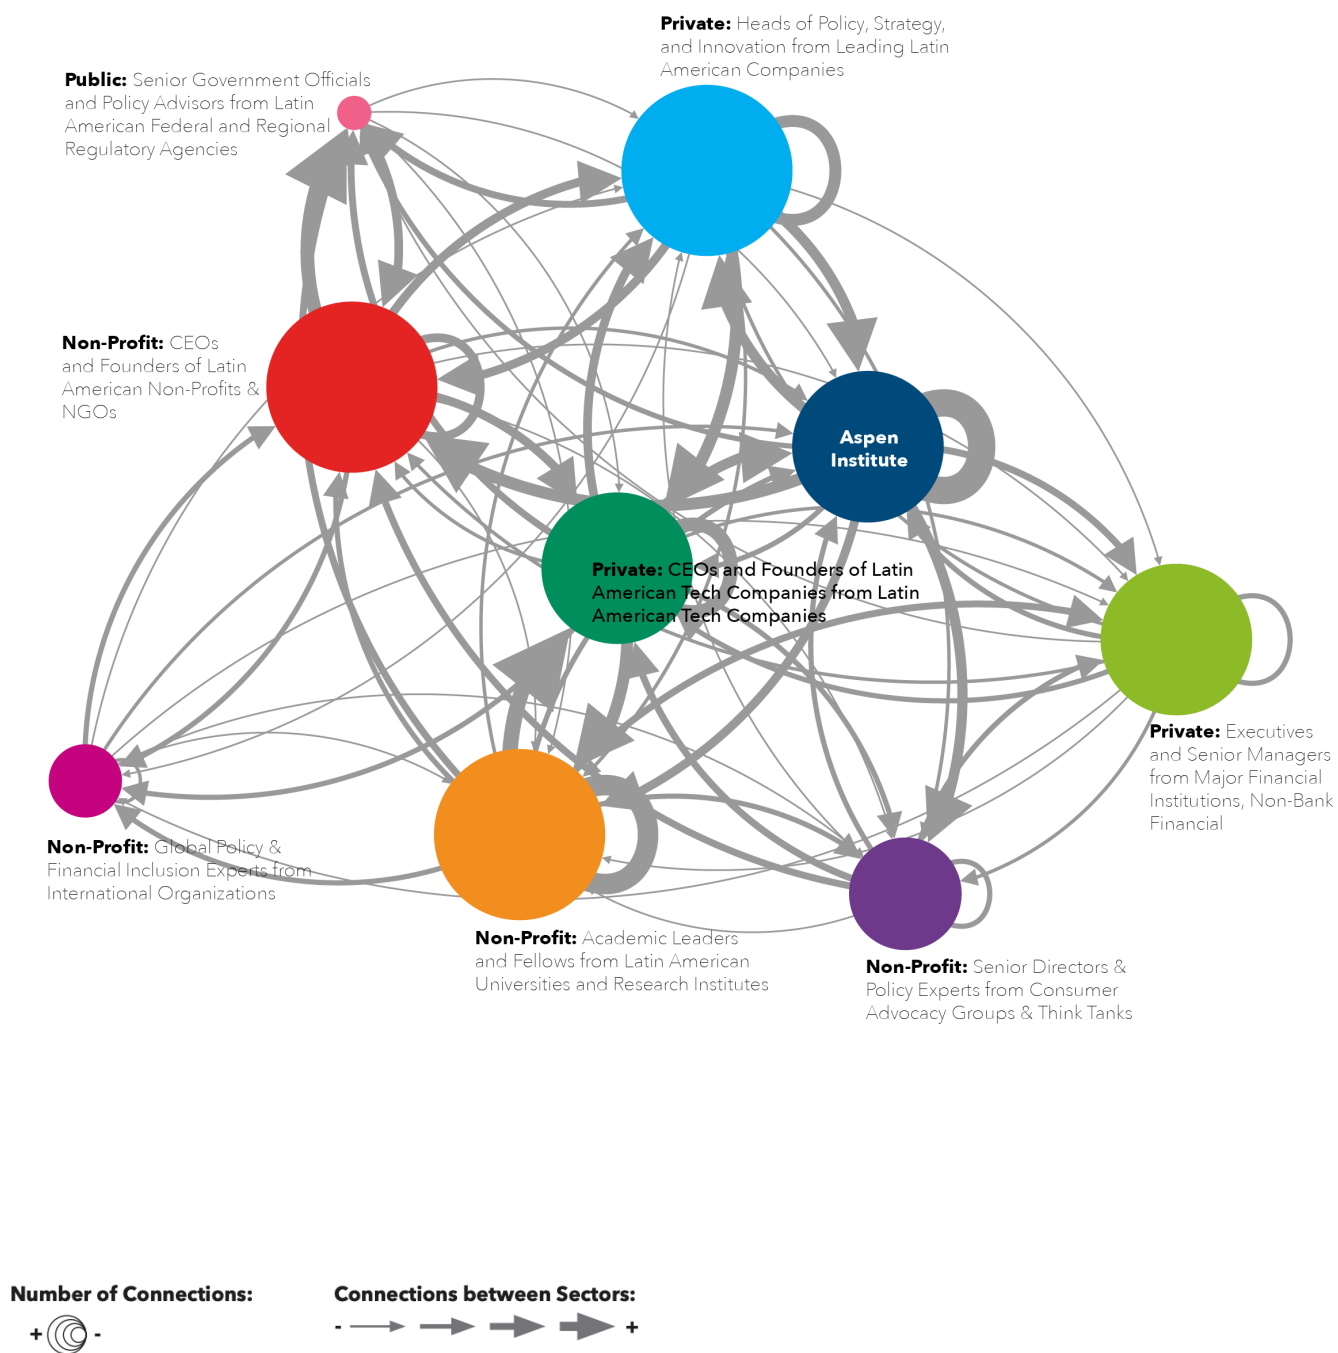 Private: Heads of Policy, Strategy,
and Innovation from Leading Latin
American Companies
Public: Senior Government Officials
and Policy Advisors from Latin
American Federal and Regional
Regulatory Agencies
Non-Profit: CEOs
and Founders of Latin
American Non-Profits &
NGOs
Aspen
Institute
Private: CEOs and Founders of Latin
American Tech Companies from Latin
American Tech Companies
Private: Executives
and Senior Managers
from Major Financial
Institutions, Non-Bank
Financial
Non-Profit: Global Policy &
Financial Inclusion Experts from
International Organizations
Non-Profit: Academic Leaders
and Fellows from Latin American
Universities and Research Institutes
Non-Profit: Senior Directors &
Policy Experts from Consumer
Advocacy Groups & Think Tanks
Number of Connections:
+ -
Connections between Sectors:
- +